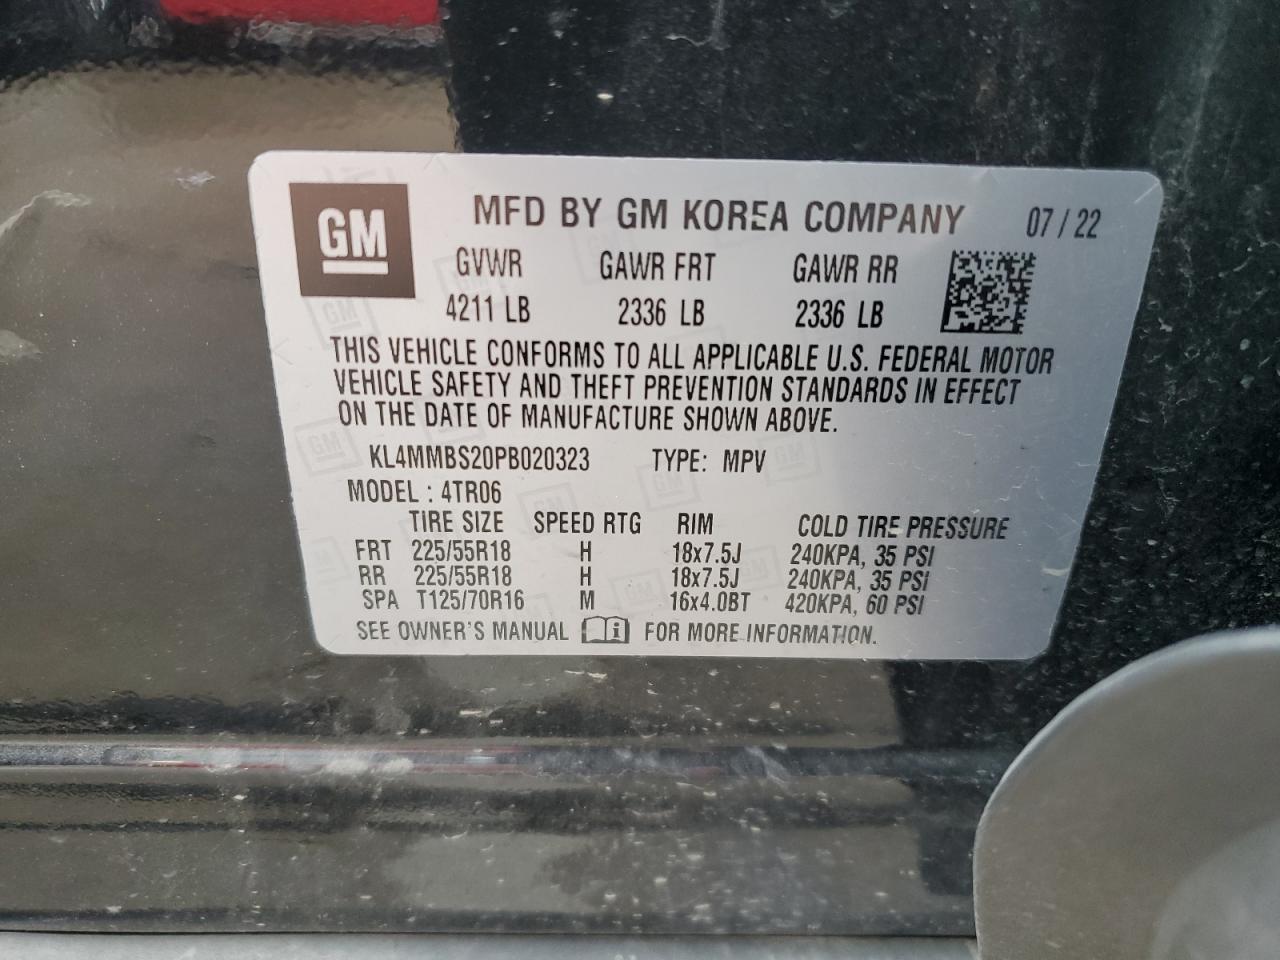 GM
MFD BY GM KOREA COMPANY 07/22
GVWR GAWR FRT GAWR RR
4211 LB 2336 LB 2336 LB
THIS VEHICLE CONFORMS TO ALL APPLICABLE U.S. FEDERAL MOTOR
VEHICLE SAFETY AND THEFT PREVENTION STANDARDS IN EFFECT
ON THE DATE OF MANUFACTURE SHOWN ABOVE.
KL4MMBS20PB020323 TYPE: MPV
MODEL : 4TR06
TIRE SIZE SPEED RTG RIM COLD TIRE PRESSURE
FRT 225/55R18 H 18x7.5J 240KPA, 35 PSI
RR 225/55R18 H 18x7.5J 240KPA, 35 PSI
SPA T125/70R16 M 16x4.0BT 420KPA, 60 PSI
SEE OWNER'S MANUAL i FOR MORE INFORMATION.